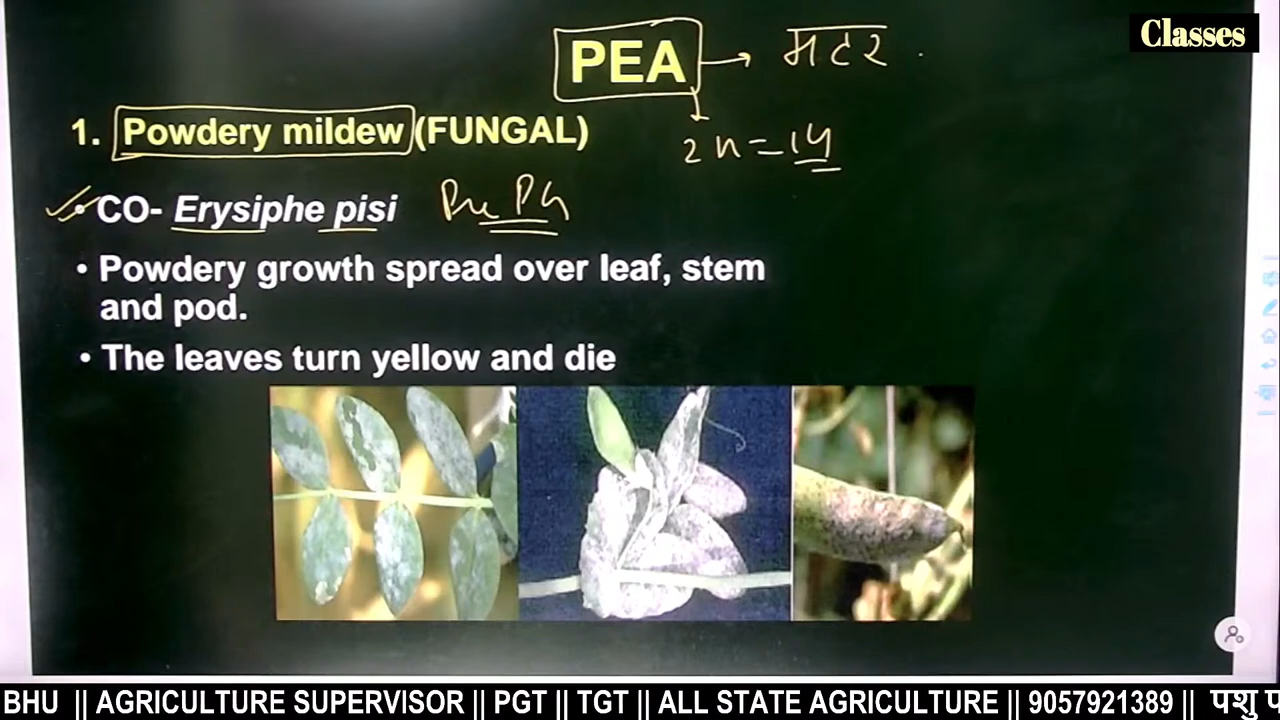 Classes
PEA → मटर
2n=14
1. Powdery mildew (FUNGAL)
• CO- Erysiphe pisi
• Powdery growth spread over leaf, stem
and pod.
• The leaves turn yellow and die
BHU || AGRICULTURE SUPERVISOR || PGT || TGT || ALL STATE AGRICULTURE || 9057921389 || पशु